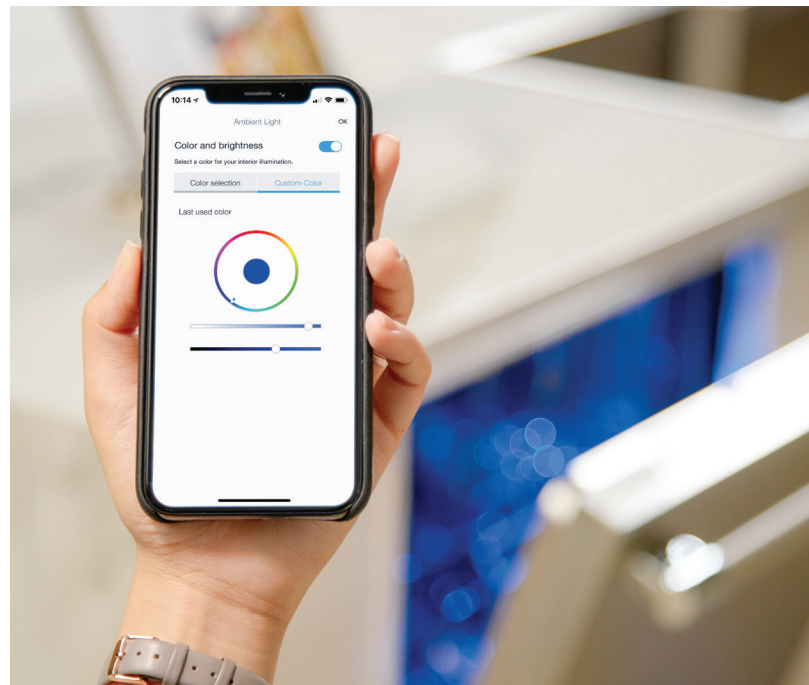 10:14
Ambient Light
OK
Color and brightness
Select a color for your interior illumination.
Color selection
Custom Color
Last used color